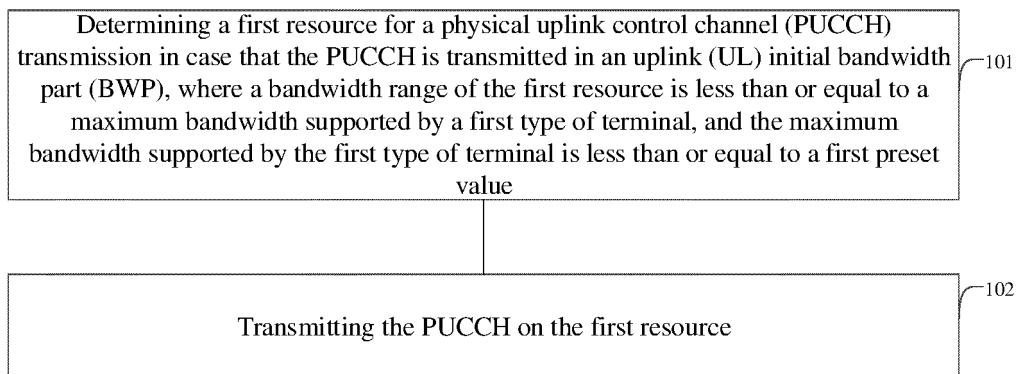 Determining a first resource for a physical uplink control channel (PUCCH)
transmission in case that the PUCCH is transmitted in an uplink (UL) initial bandwidth
part (BWP), where a bandwidth range of the first resource is less than or equal to a
maximum bandwidth supported by a first type of terminal, and the maximum
bandwidth supported by the first type of terminal is less than or equal to a first preset
value
101
Transmitting the PUCCH on the first resource
102